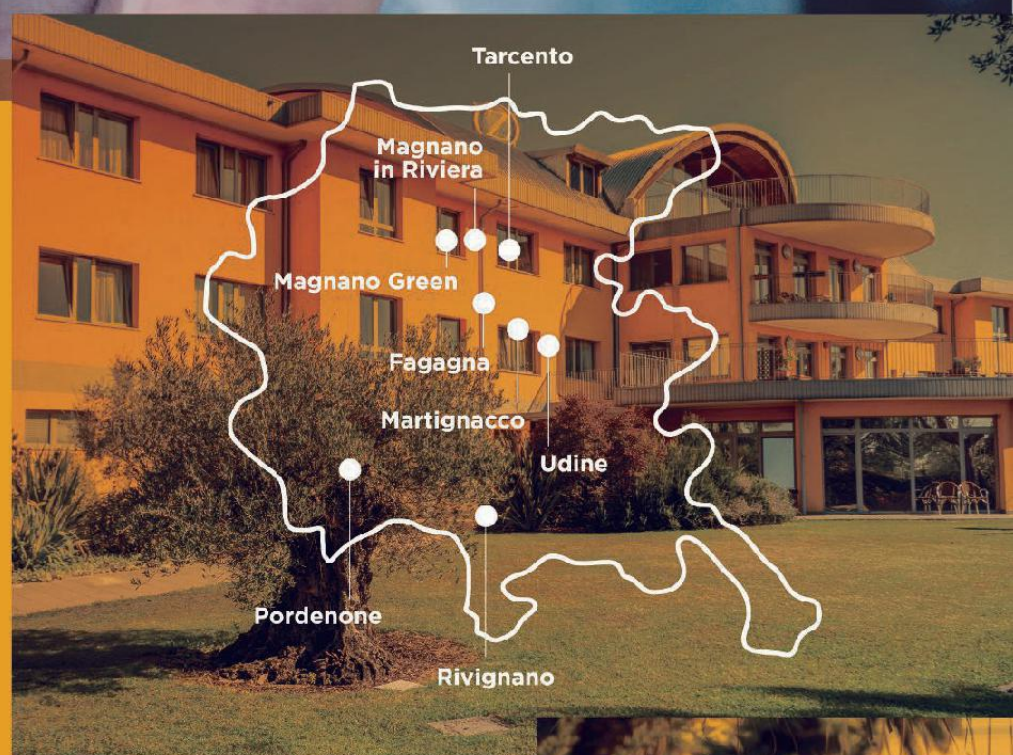 Tarcento
Magnano
in Riviera
Magnano Green
Fagagna
Martignacco
Udine
Pordenone
Rivignano